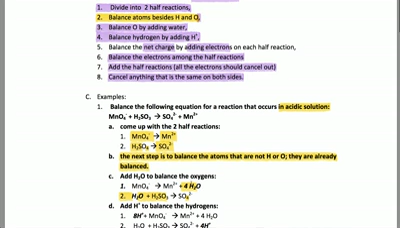 1. Divide into 2 half reactions,
2. Balance atoms besides H and O,
3. Balance O by adding water,
4. Balance hydrogen by adding H⁺,
5. Balance the net charge by adding electrons on each half reaction,
6. Balance the electrons among the half reactions
7. Add the half reactions (all the electrons should cancel out)
8. Cancel anything that is the same on both sides.
C. Examples:
1. Balance the following equation for a reaction that occurs in acidic solution:
MnO₄⁻ + H₂SO₃ → SO₄²⁻ + Mn²⁺
a. come up with the 2 half reactions:
1. MnO₄⁻ → Mn²⁺
2. H₂SO₃ → SO₄²⁻
b. the next step is to balance the atoms that are not H or O; they are already
balanced.
c. Add H₂O to balance the oxygens:
1. MnO₄⁻ → Mn²⁺ + 4 H₂O
2. H₂O + H₂SO₃ → SO₄²⁻
d. Add H⁺ to balance the hydrogens:
1. 8H⁺+ MnO₄⁻ → Mn²⁺ + 4 H₂O
2. H₂O + H₂SO₃ → SO₄²⁻ + 4H⁺